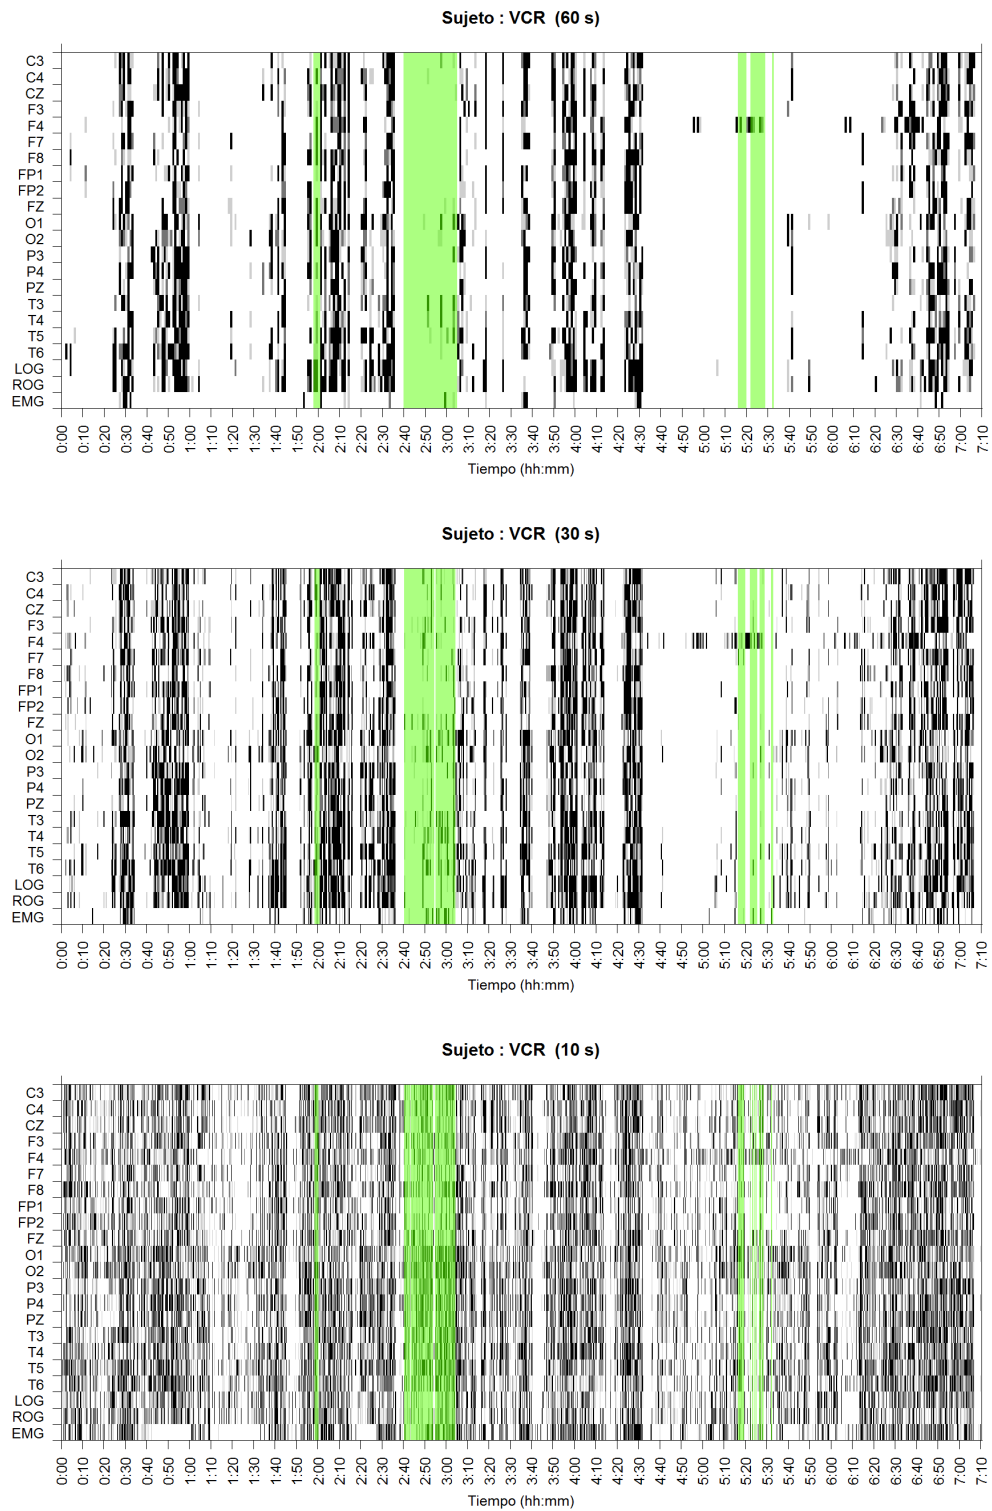 Sujeto : VCR (60 s)
C3
C4
CZ
F3
F4
F7
F8
FP1
FP2
FZ
O1
O2
P3
P4
PZ
T3
T4
T5
T6
LOG
ROG
EMG
0:00 0:10 0:20 0:30 0:40 0:50 1:00 1:10 1:20 1:30 1:40 1:50 2:00 2:10 2:20 2:30 2:40 2:50 3:00 3:10 3:20 3:30 3:40 3:50 4:00 4:10 4:20 4:30 4:40 4:50 5:00 5:10 5:20 5:30 5:40 5:50 6:00 6:10 6:20 6:30 6:40 6:50 7:00 7:10
Tiempo (hh:mm)
Sujeto : VCR (30 s)
C3
C4
CZ
F3
F4
F7
F8
FP1
FP2
FZ
O1
O2
P3
P4
PZ
T3
T4
T5
T6
LOG
ROG
EMG
0:00 0:10 0:20 0:30 0:40 0:50 1:00 1:10 1:20 1:30 1:40 1:50 2:00 2:10 2:20 2:30 2:40 2:50 3:00 3:10 3:20 3:30 3:40 3:50 4:00 4:10 4:20 4:30 4:40 4:50 5:00 5:10 5:20 5:30 5:40 5:50 6:00 6:10 6:20 6:30 6:40 6:50 7:00 7:10
Tiempo (hh:mm)
Sujeto : VCR (10 s)
C3
C4
CZ
F3
F4
F7
F8
FP1
FP2
FZ
O1
O2
P3
P4
PZ
T3
T4
T5
T6
LOG
ROG
EMG
0:00 0:10 0:20 0:30 0:40 0:50 1:00 1:10 1:20 1:30 1:40 1:50 2:00 2:10 2:20 2:30 2:40 2:50 3:00 3:10 3:20 3:30 3:40 3:50 4:00 4:10 4:20 4:30 4:40 4:50 5:00 5:10 5:20 5:30 5:40 5:50 6:00 6:10 6:20 6:30 6:40 6:50 7:00 7:10
Tiempo (hh:mm)